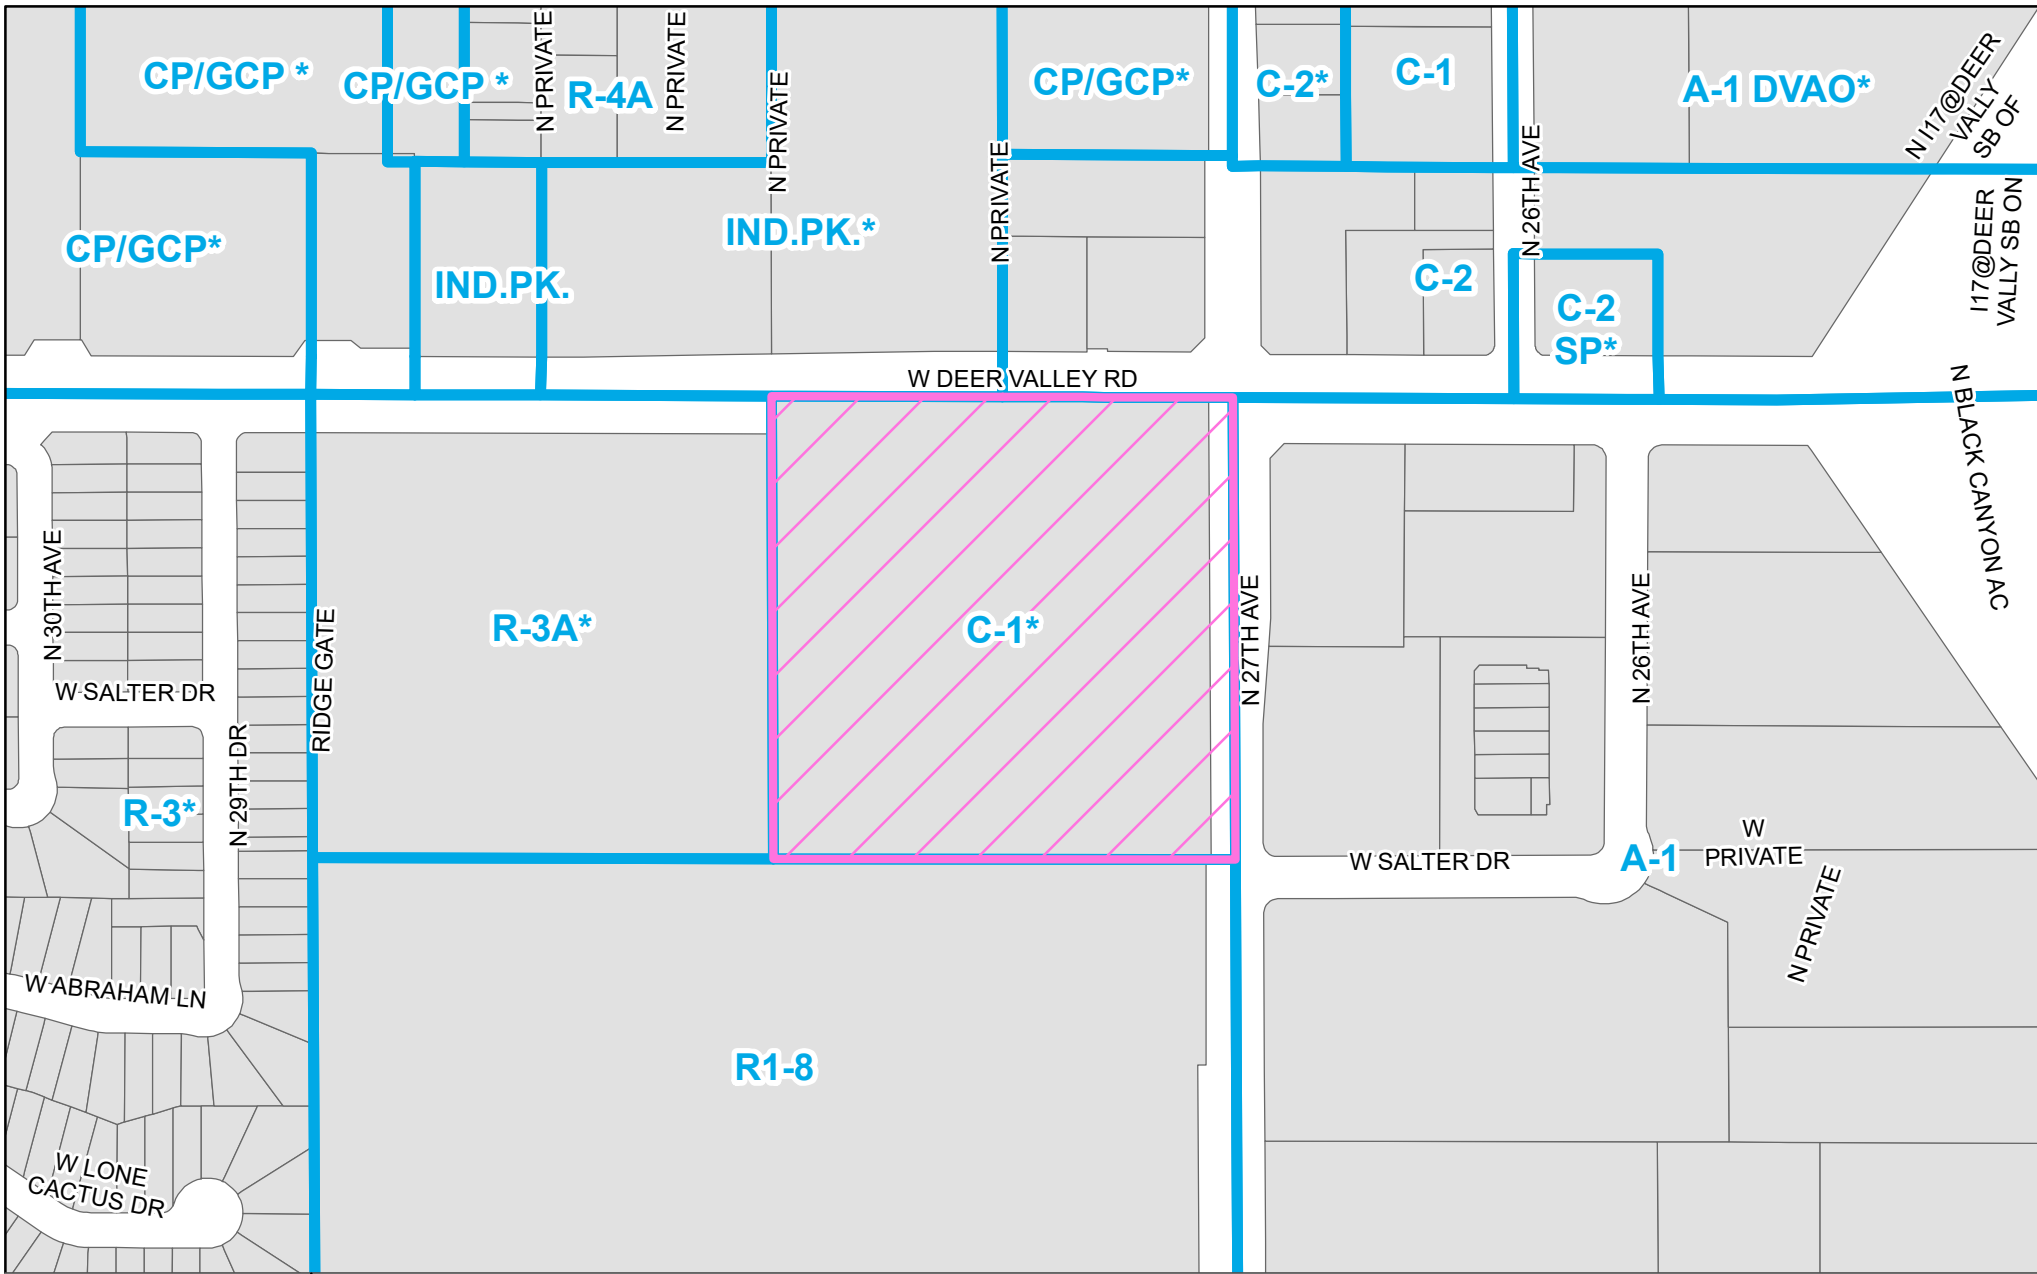 CP/GCP *
CP/GCP *
N PRIVATE
R-4A
N PRIVATE
N PRIVATE
CP/GCP*
C-2*
C-1
A-1 DVAO*
N I17@DEER
VALLY
SB OF
CP/GCP*
IND.PK.
IND.PK.*
N PRIVATE
N 26TH AVE
C-2
C-2
SP*
I17@DEER
VALLY SB ON
W DEER VALLEY RD
N BLACK CANYON AC
N 30TH AVE
RIDGE GATE
R-3A*
C-1*
N 27TH AVE
N 26TH AVE
W SALTER DR
N 29TH DR
R-3*
W SALTER DR
A-1
W
PRIVATE
N PRIVATE
W ABRAHAM LN
R1-8
W LONE
CACTUS DR